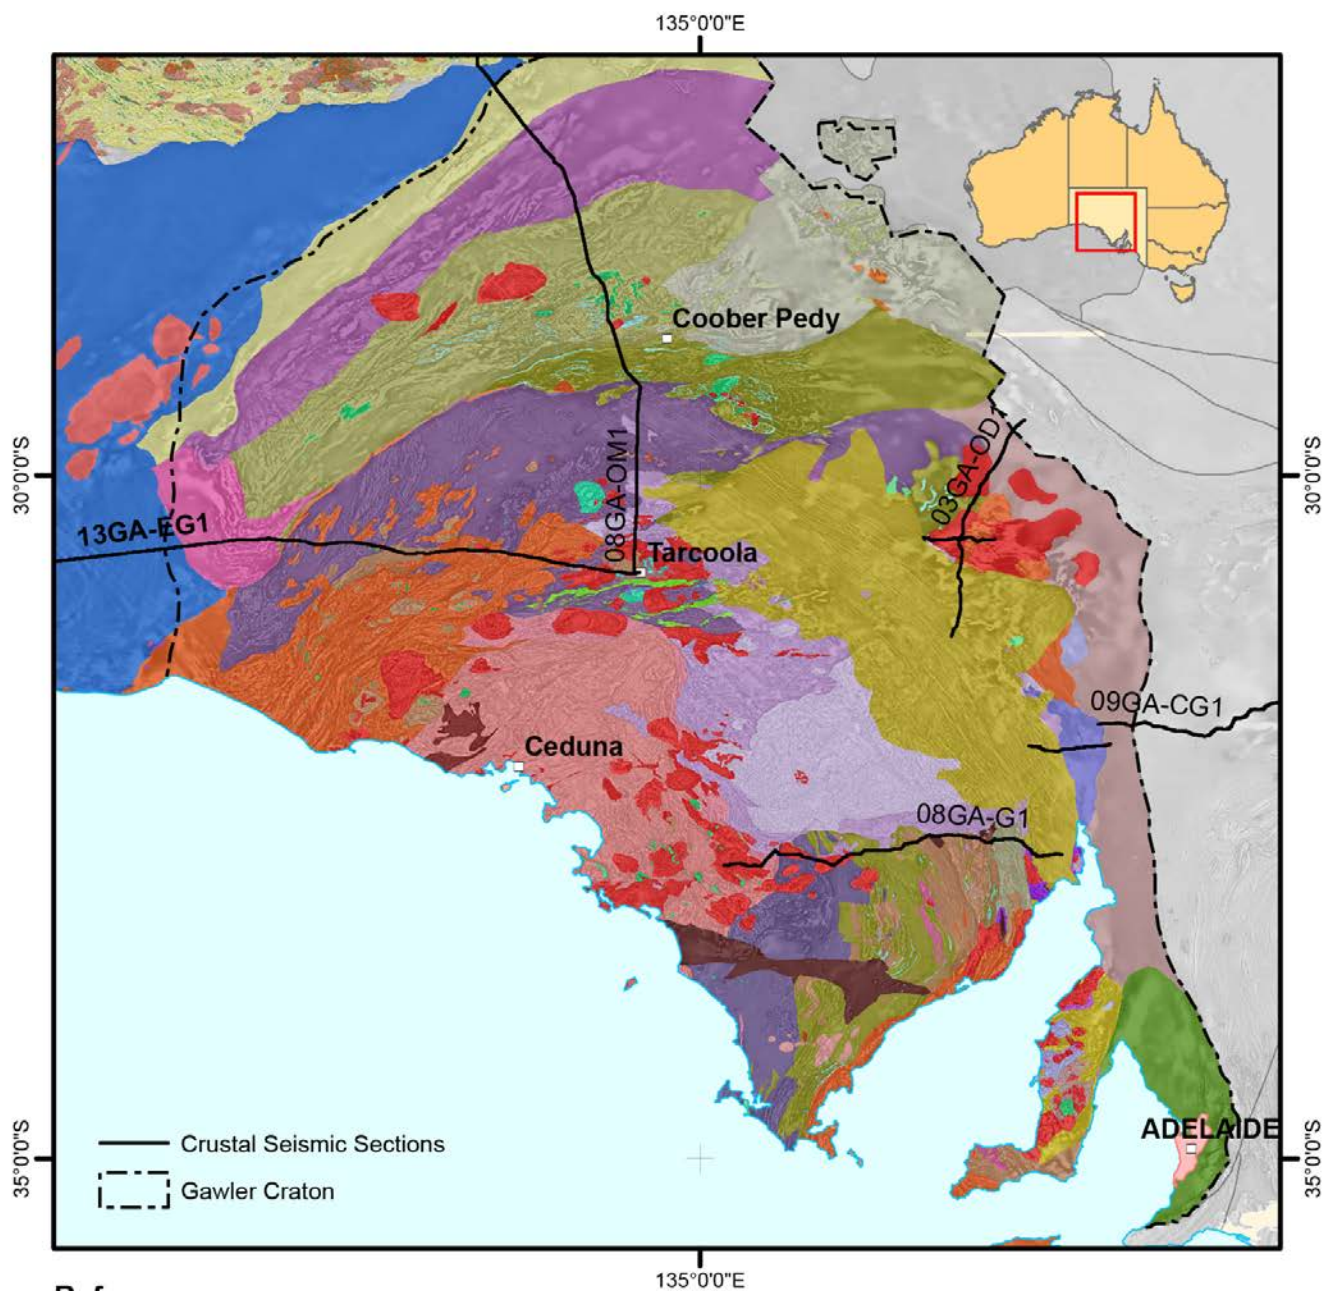 135°0'0"E
Coober Pedy
30°0'0"S
30°0'0"S
08GA-OM1
03GA-OD1
13GA-EG1
Tarcoola
09GA-CG1
Ceduna
08GA-G1
Crustal Seismic Sections
ADELAIDE
35°0'0"S
35°0'0"S
Gawler Craton
135°0'0"E